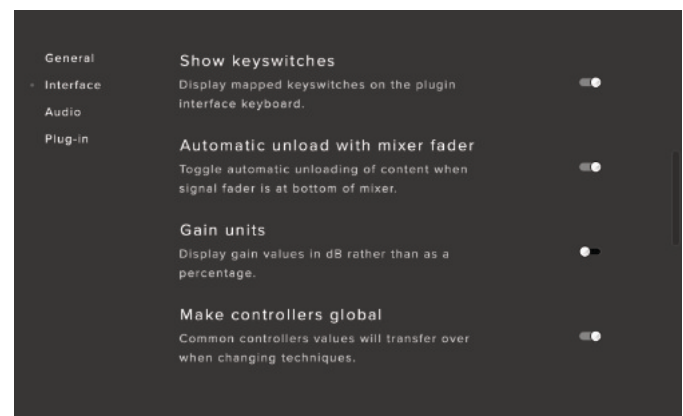 General
Interface
Audio
Plug-in
Show keyswitches
Display mapped keyswitches on the plugin
interface keyboard.
Automatic unload with mixer fader
Toggle automatic unloading of content when
signal fader is at bottom of mixer.
Gain units
Display gain values in dB rather than as a
percentage.
Make controllers global
Common controllers values will transfer over
when changing techniques.